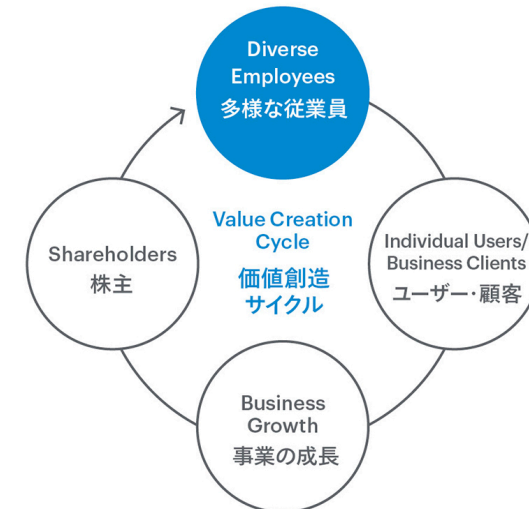 Diverse
Employees
多様な従業員
Value Creation
Cycle
価値創造
サイクル
Shareholders
株主
Individual Users/
Business Clients
ユーザー・顧客
Business
Growth
事業の成長